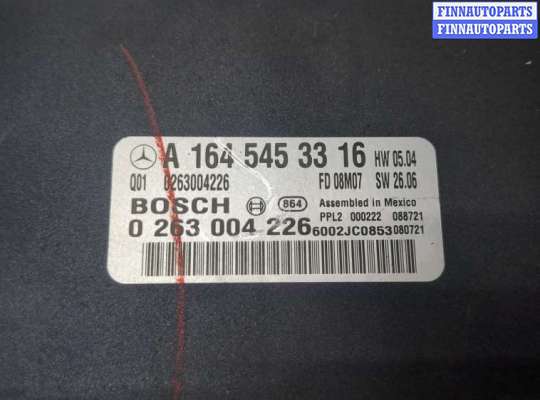 FINNAUTOPARTS
FINNAUTOPARTS
A 164 545 33 16 HW 05.04
Q01 0263004226 FD 08M07 SW 26.06
BOSCH 864 Assembled in Mexico
PPL2 000222 088721
0 263 004 226 6002JC0853 080721